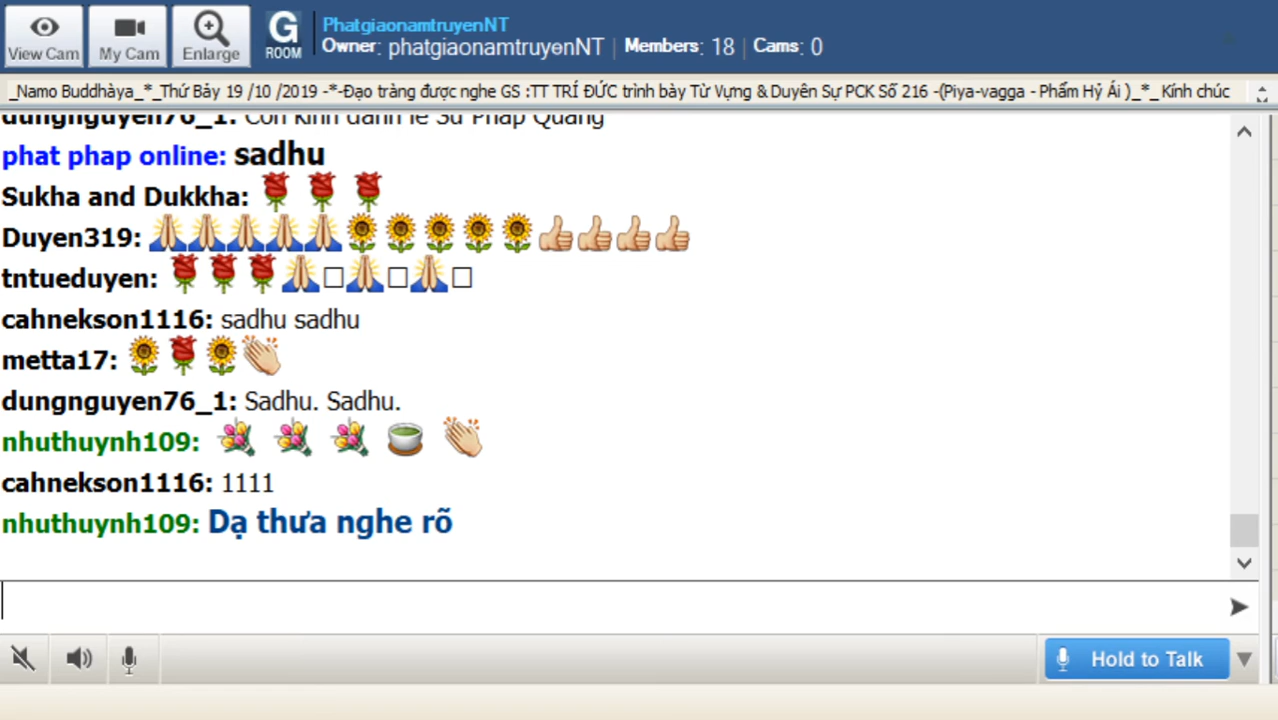 PhatgiaonamtruyenNT
View Cam
My Cam
Enlarge
G ROOM
Owner: phatgiaonamtruyenNT | Members: 18 | Cams: 0
_Namo Buddhàya_*_Thứ Bảy 19 /10 /2019 -*-Đạo tràng được nghe GS :TT TRÍ ĐỨC trình bày Từ Vựng & Duyên Sự PCK Số 216 -(Piya-vagga - Phẩm Hỷ Ái )_*_ Kính chúc
dungnguyen76_1: Con kính đảnh lễ Sư Pháp Quang
phat phap online: sadhu
Sukha and Dukkha: 🌹 🌹 🌹
Duyen319: 🙏🙏🙏🙏🙏🌻🌻🌻🌻🌻👍👍👍👍
tntueduyen: 🌹🌹🌹🙏□🙏□🙏□
cahnekson1116: sadhu sadhu
metta17: 🌻🌹🌻👏
dungnguyen76_1: Sadhu. Sadhu.
nhuthuynh109: 💐 💐 💐 🍵 👏
cahnekson1116: 1111
nhuthuynh109: Dạ thưa nghe rõ
Hold to Talk